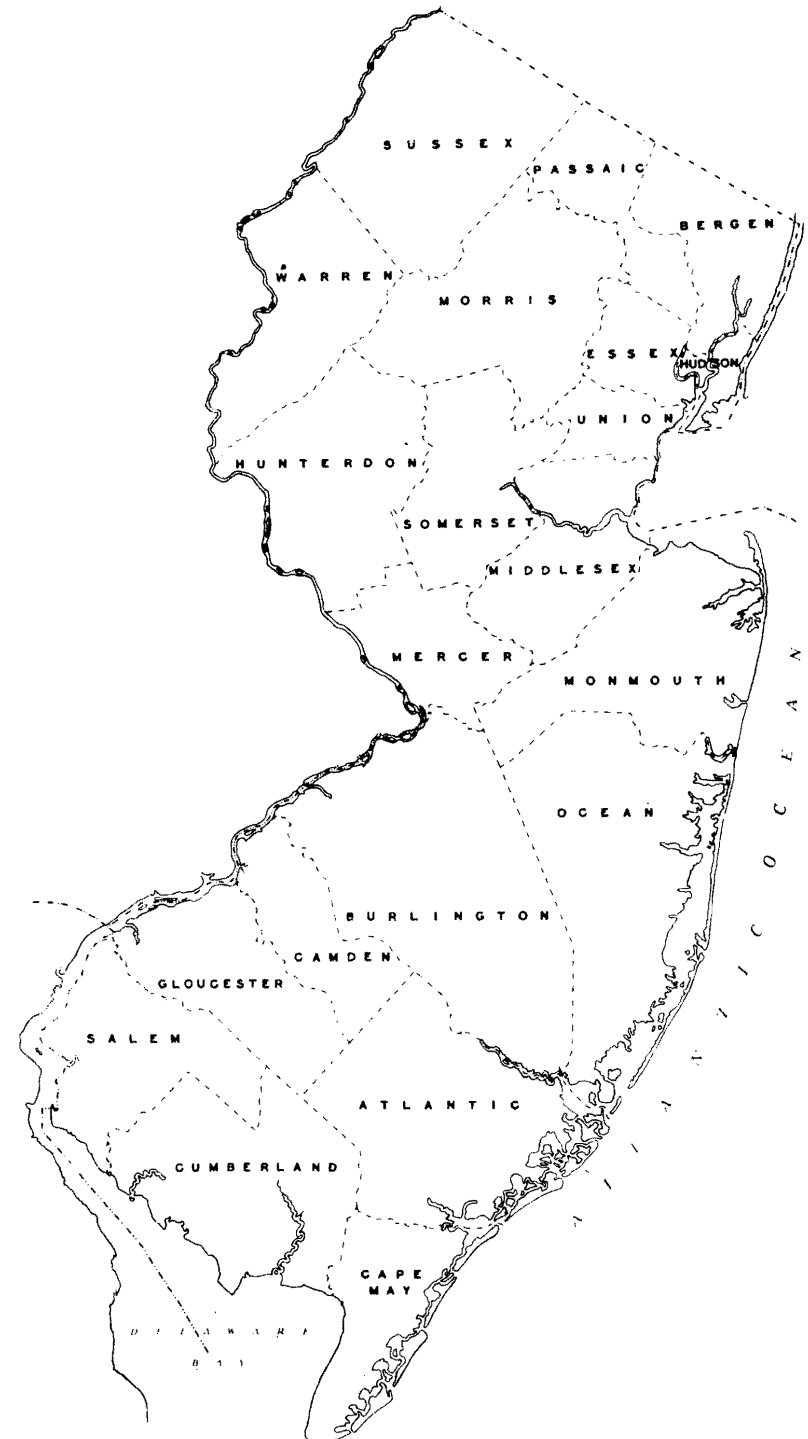 SUSSEX
PASSAIC
BERGEN
WARREN
MORRIS
ESSEX
HUDSON
UNION
HUNTERDON
SOMERSET
MIDDLESEX
MERCER
MONMOUTH
OCEAN
BURLINGTON
CAMDEN
GLOUCESTER
SALEM
ATLANTIC
CUMBERLAND
CAPE
MAY
ATLANTIC OCEAN
DELAWARE
BAY